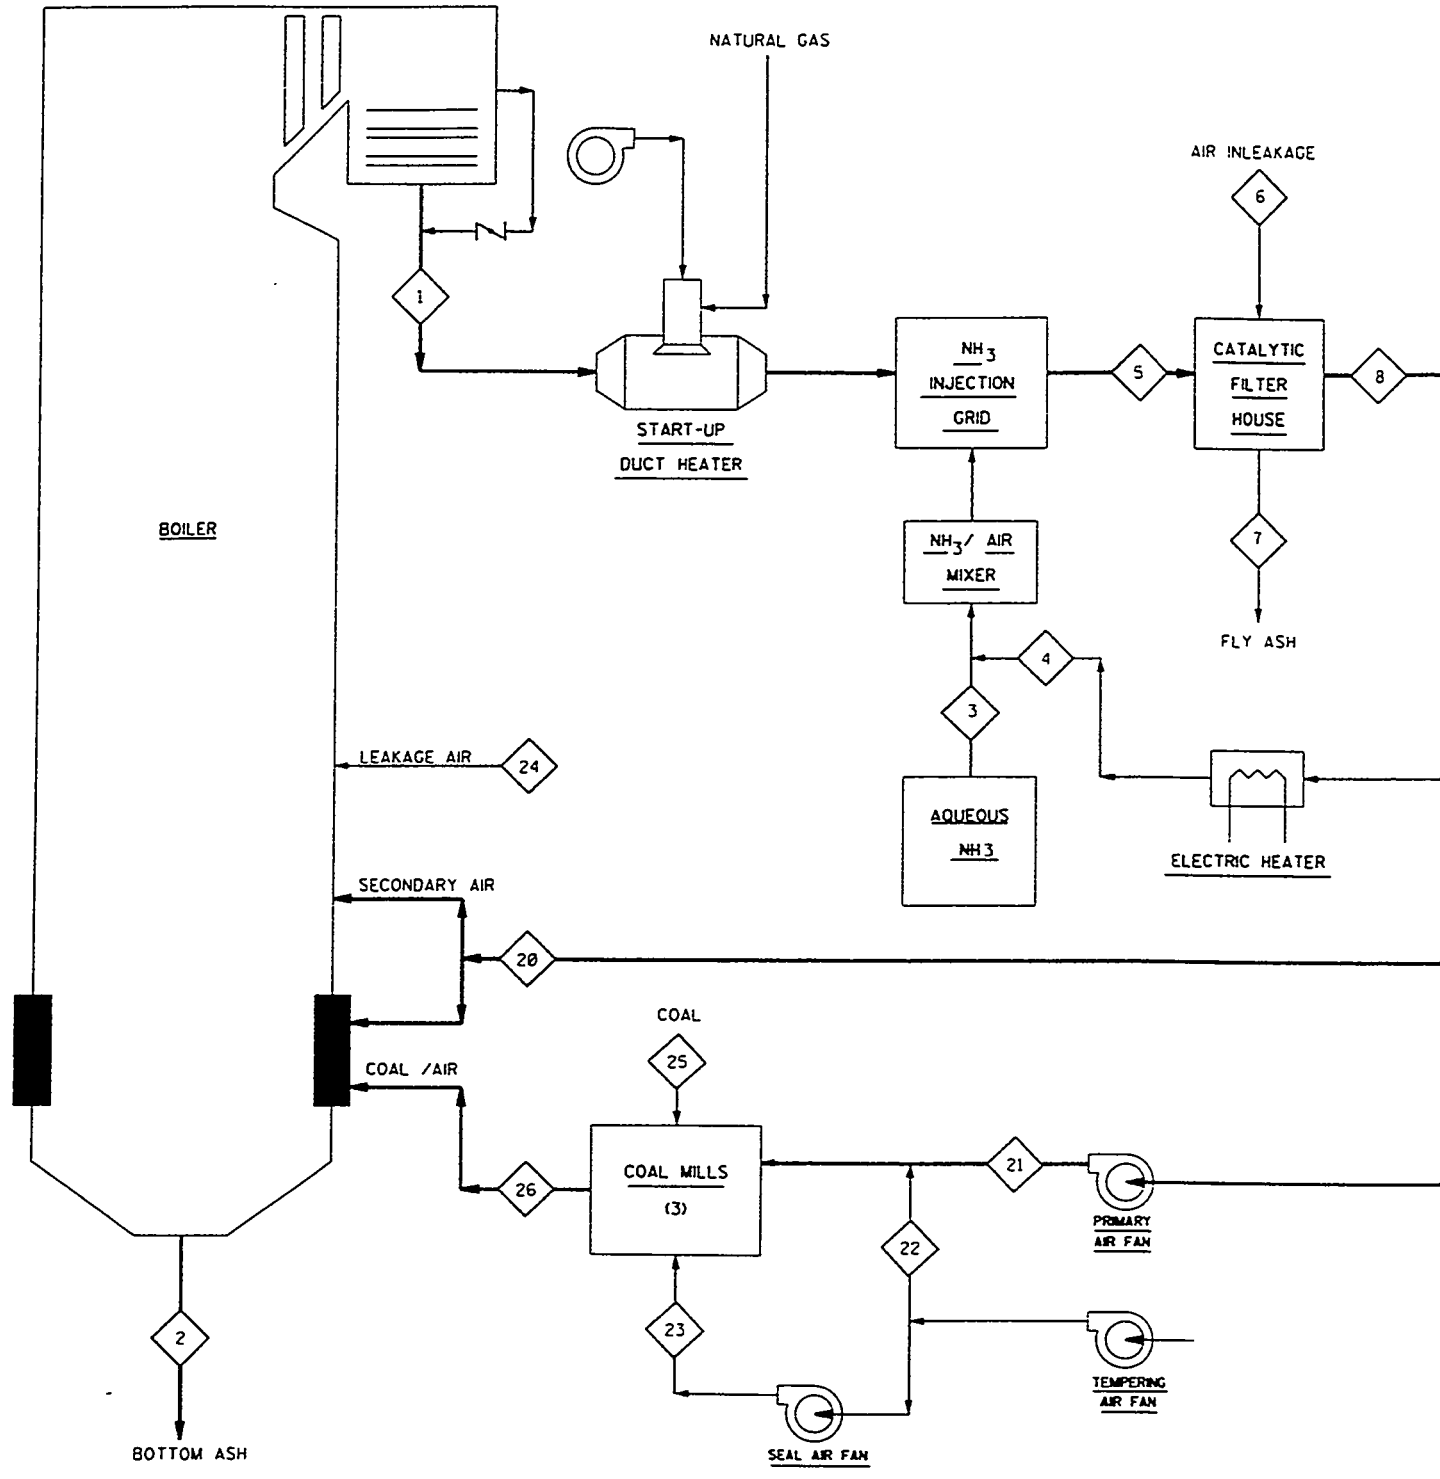 NATURAL GAS
AIR INLEAKAGE
6
1
NH3
INJECTION
GRID
5
CATALYTIC
FILTER
HOUSE
8
START-UP
DUCT HEATER
BOILER
NH3/ AIR
MIXER
7
FLY ASH
4
3
LEAKAGE AIR
24
AQUEOUS
NH3
ELECTRIC HEATER
SECONDARY AIR
20
COAL
25
COAL /AIR
COAL MILLS
(3)
21
26
PRIMARY
AIR FAN
22
23
2
TEMPERING
AIR FAN
BOTTOM ASH
SEAL AIR FAN